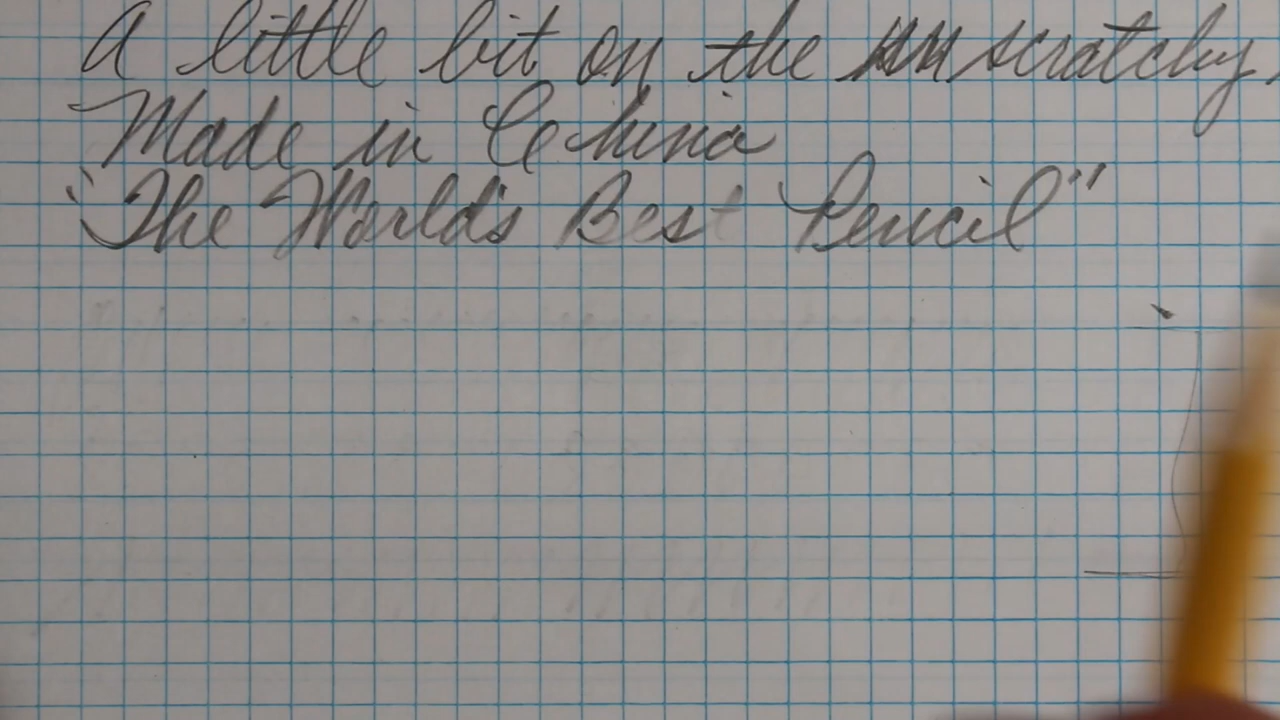 A little bit on the scratchy.
Made in China
"The World's Best Pencil"